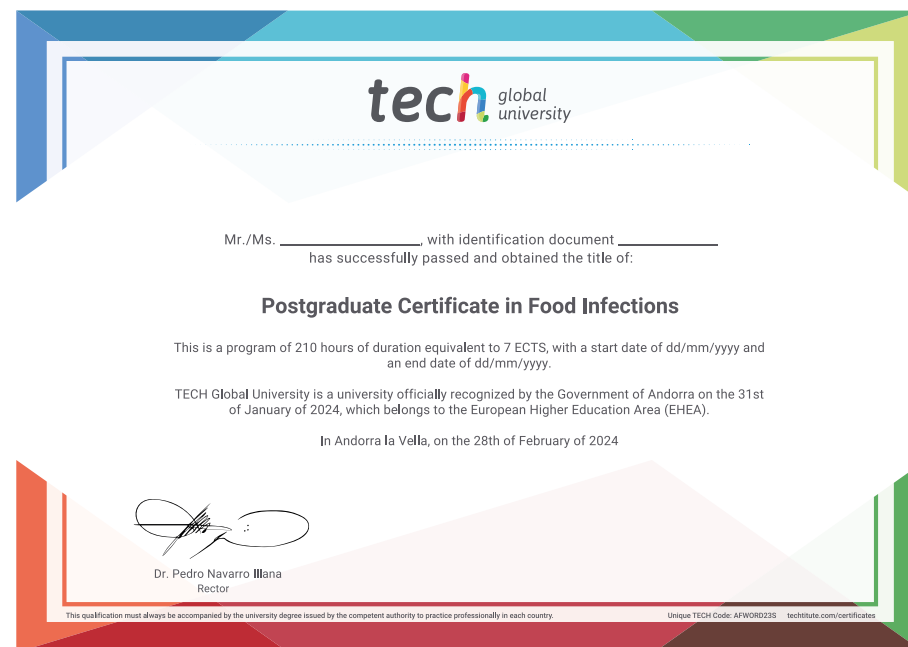 tech global university
Mr./Ms. ____________, with identification document ____________
has successfully passed and obtained the title of:
Postgraduate Certificate in Food Infections
This is a program of 210 hours of duration equivalent to 7 ECTS, with a start date of dd/mm/yyyy and
an end date of dd/mm/yyyy.
TECH Global University is a university officially recognized by the Government of Andorra on the 31st
of January of 2024, which belongs to the European Higher Education Area (EHEA).
In Andorra la Vella, on the 28th of February of 2024
Dr. Pedro Navarro Illana
Rector
This qualification must always be accompanied by the university degree issued by the competent authority to practice professionally in each country.
Unique TECH Code: AFWORD23S techtitute.com/certificates